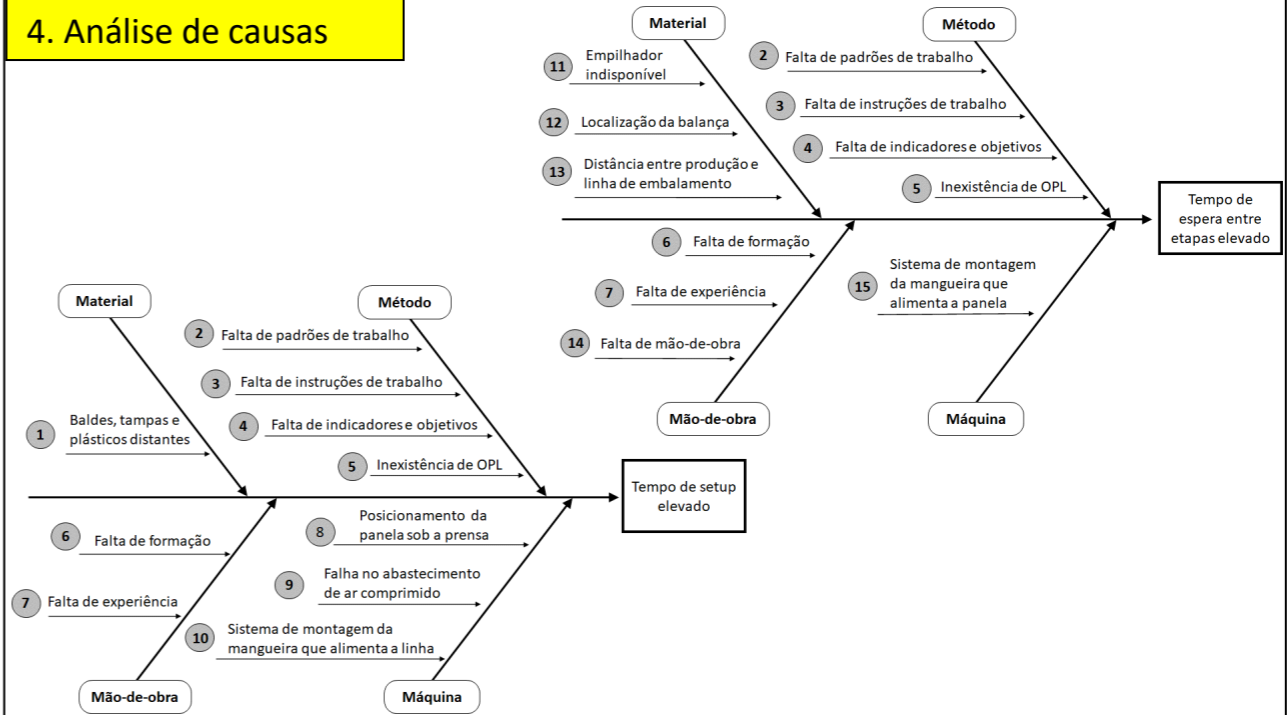 4. Análise de causas
Material
Método
11
Empilhador
indisponível
12
Localização da balança
13
Distância entre produção e
linha de embalamento
2
Falta de padrões de trabalho
3
Falta de instruções de trabalho
4
Falta de indicadores e objetivos
5
Inexistência de OPL
Tempo de
espera entre
etapas elevado
6
Falta de formação
7
Falta de experiência
14
Falta de mão-de-obra
15
Sistema de montagem
da mangueira que
alimenta a panela
Mão-de-obra
Máquina
Material
Método
1
Baldes, tampas e
plásticos distantes
2
Falta de padrões de trabalho
3
Falta de instruções de trabalho
4
Falta de indicadores e objetivos
5
Inexistência de OPL
Tempo de setup
elevado
6
Falta de formação
7
Falta de experiência
8
Posicionamento da
panela sob a prensa
9
Falha no abastecimento
de ar comprimido
10
Sistema de montagem da
mangueira que alimenta a linha
Mão-de-obra
Máquina